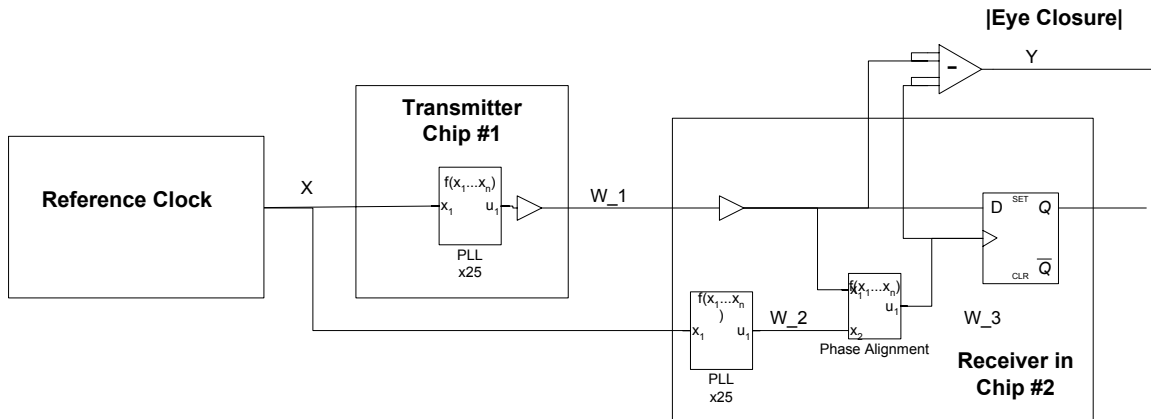 |Eye Closure|
Y
-
Transmitter
Chip #1
Reference Clock
X
f(x1...xn)
x1
u1
PLL
x25
W_1
D
SET
Q
CLR
Q
f(x1...xn)
x1
u1
x2
Phase Alignment
f(x1...xn
)
x1
u1
PLL
x25
W_2
W_3
Receiver in
Chip #2